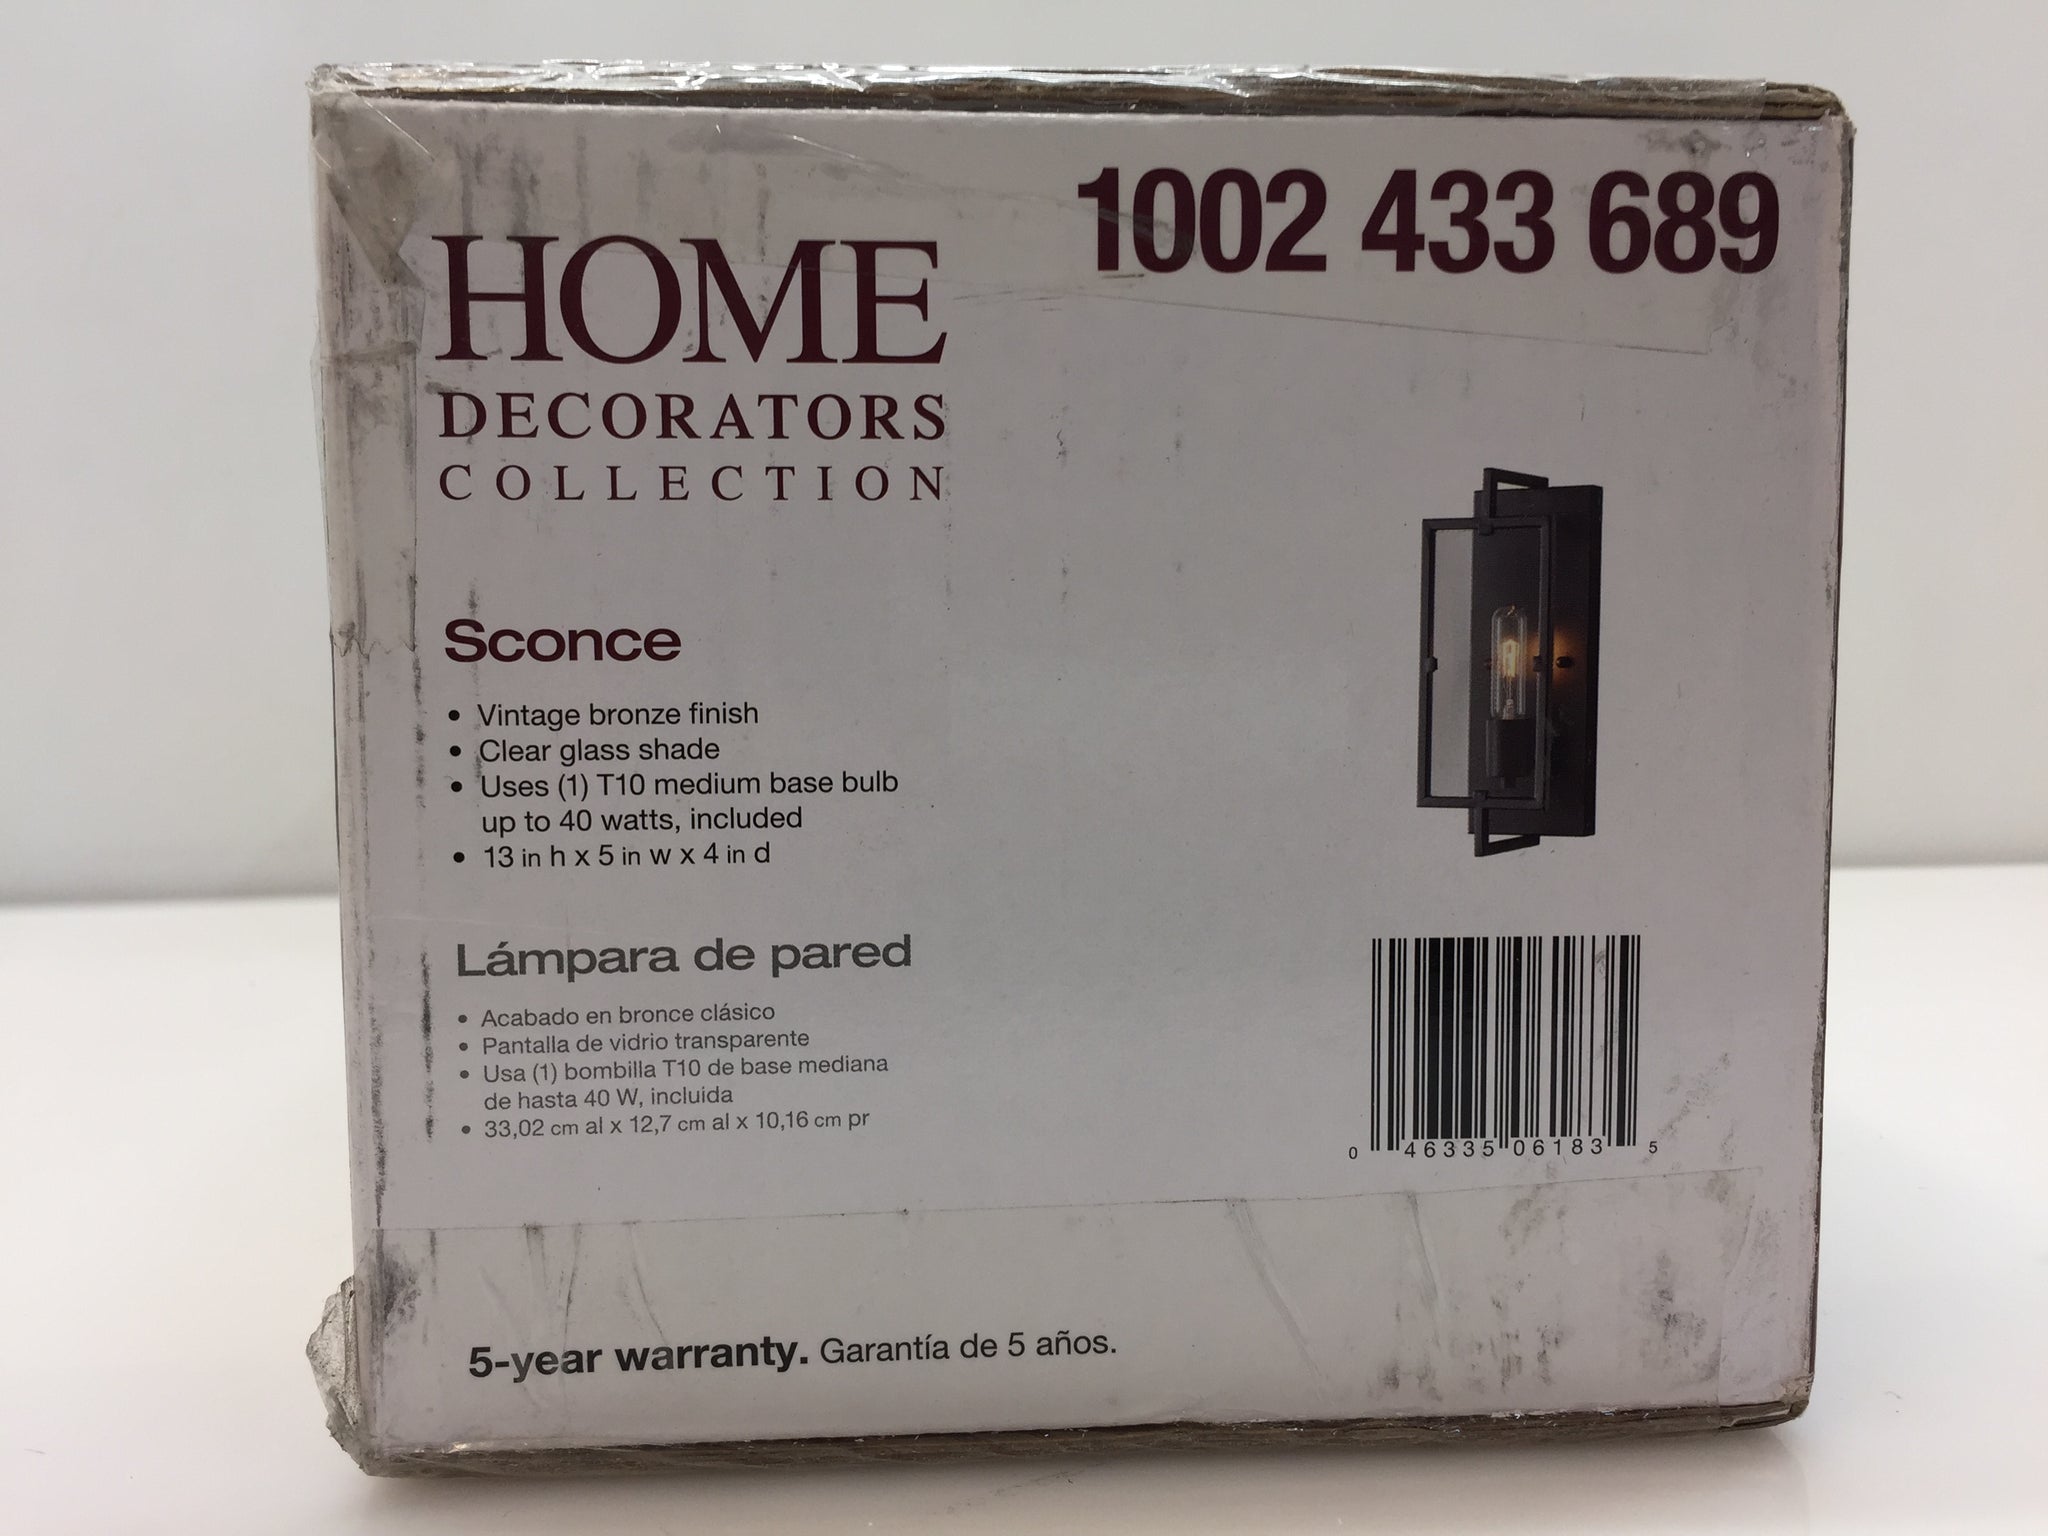 1002 433 689
HOME
DECORATORS
COLLECTION
Sconce
• Vintage bronze finish
• Clear glass shade
• Uses (1) T10 medium base bulb
up to 40 watts, included
• 13 in h x 5 in w x 4 in d
Lámpara de pared
• Acabado en bronce clásico
• Pantalla de vidrio transparente
• Usa (1) bombilla T10 de base mediana
de hasta 40 W, incluida
• 33,02 cm al x 12,7 cm al x 10,16 cm pr
0 46335 06183 5
5-year warranty. Garantía de 5 años.